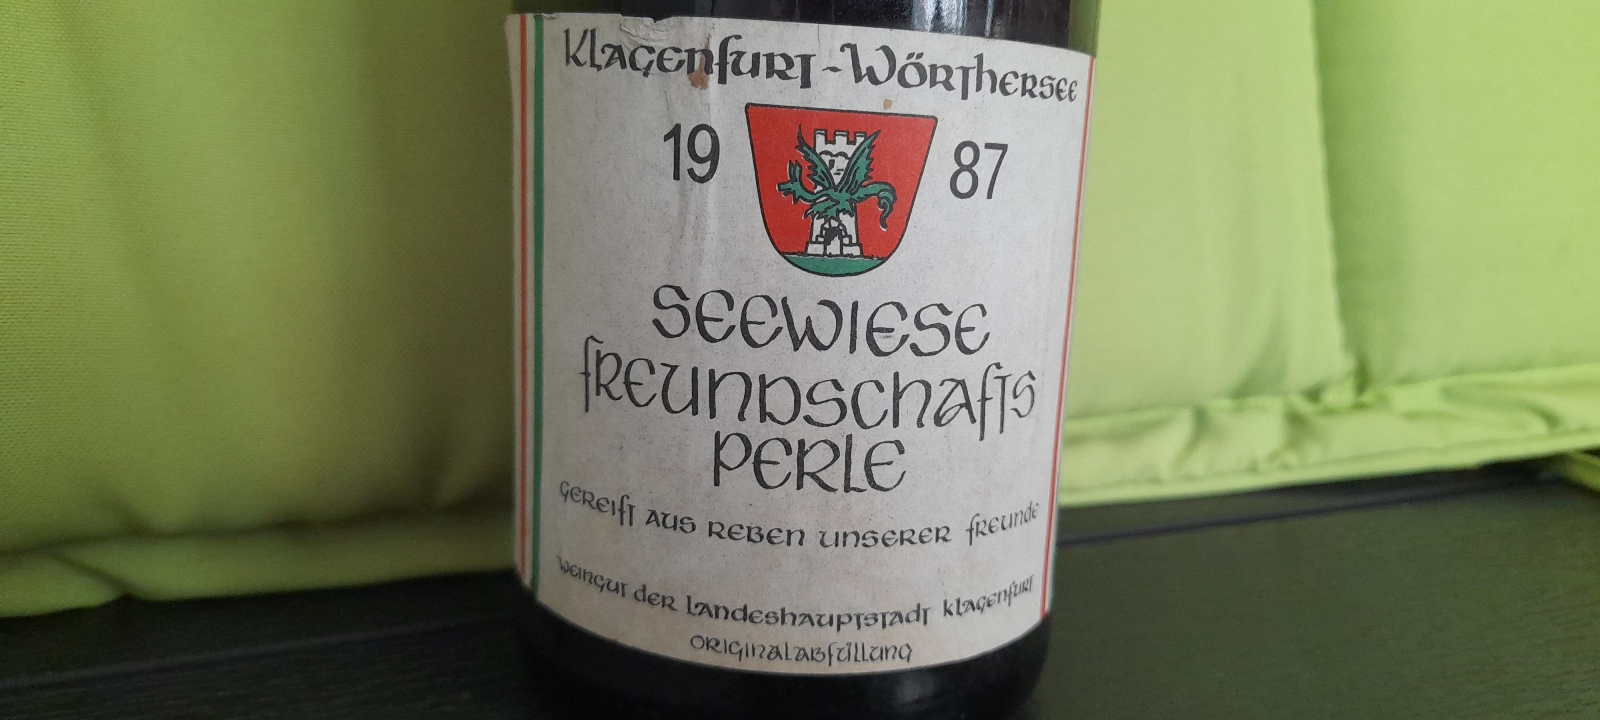 Klagenfurt-Wörthersee
19 87
SEEWIESE
freundschafts
PERLE
gereift aus reben unserer freunde
weingut der Landeshauptstadt Klagenfurt
originalabfüllung